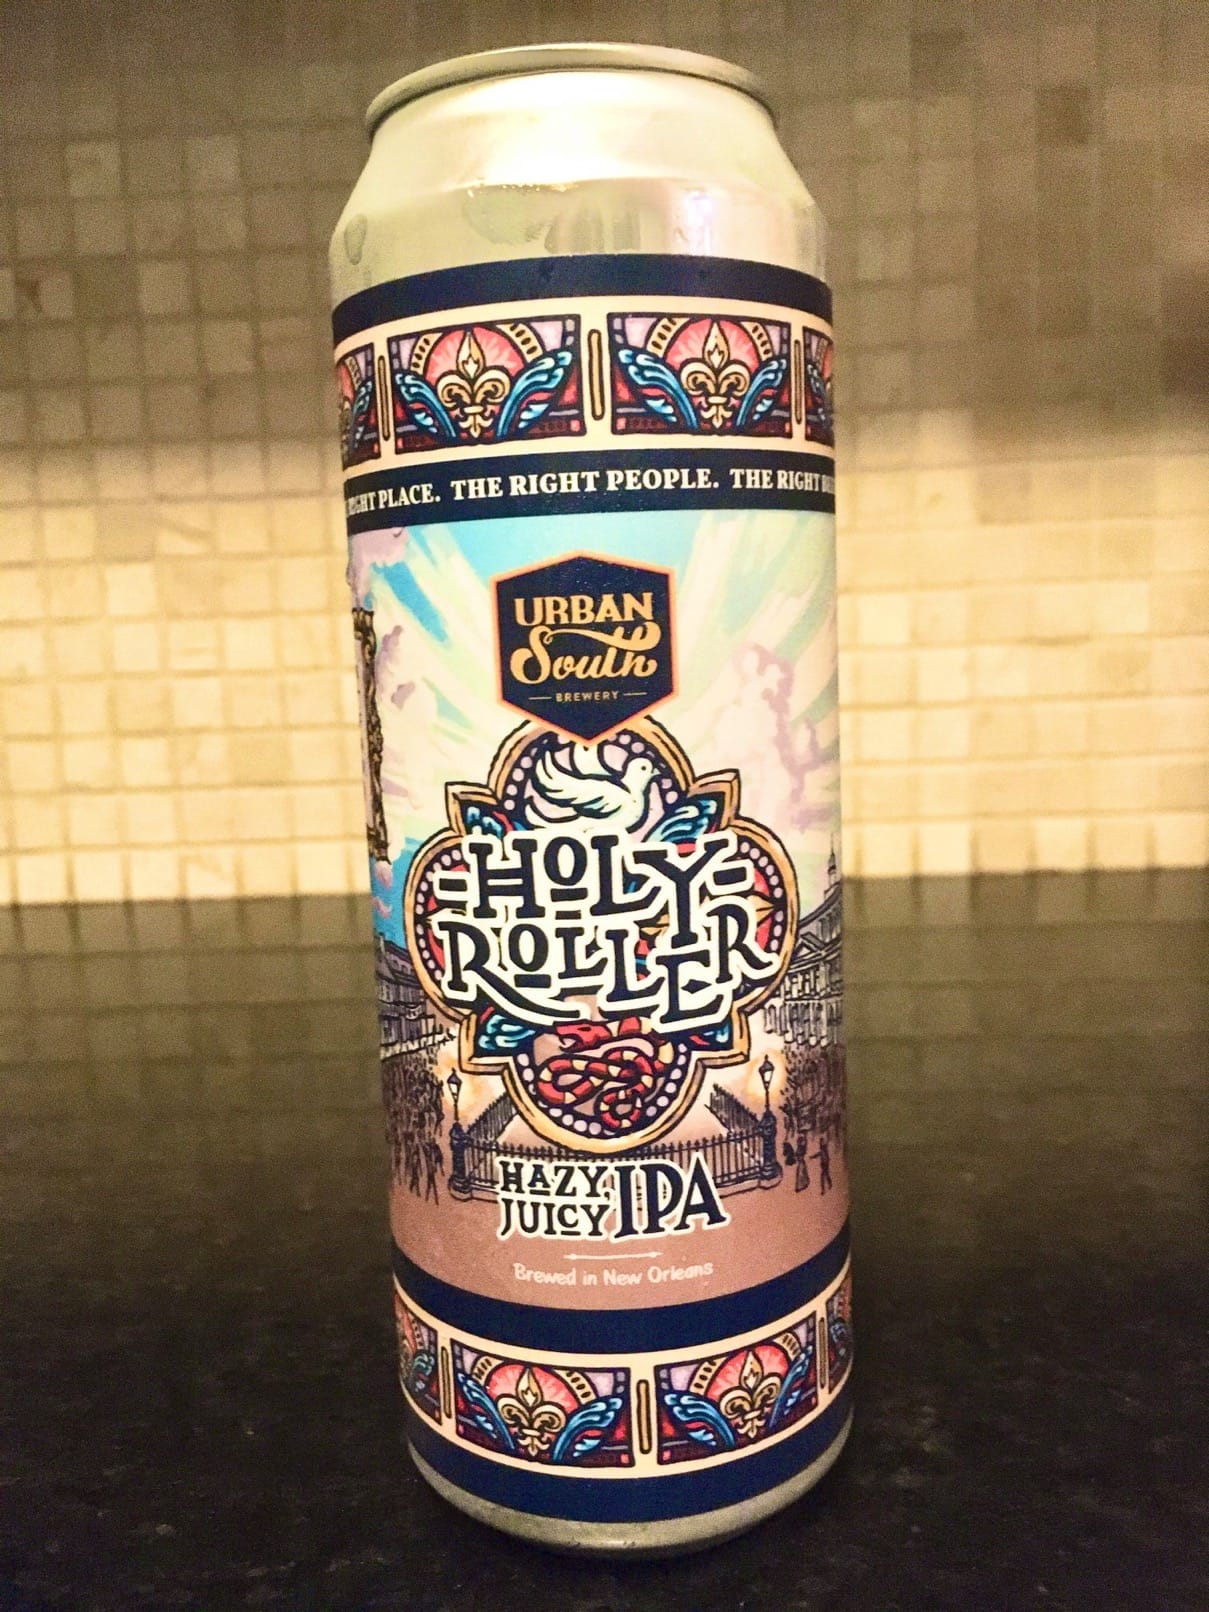 RIGHT PLACE. THE RIGHT PEOPLE. THE RIGHT
URBAN
South
BREWERY
HOLY
ROLLER
HAZY, IPA
JUICY
Brewed in New Orleans